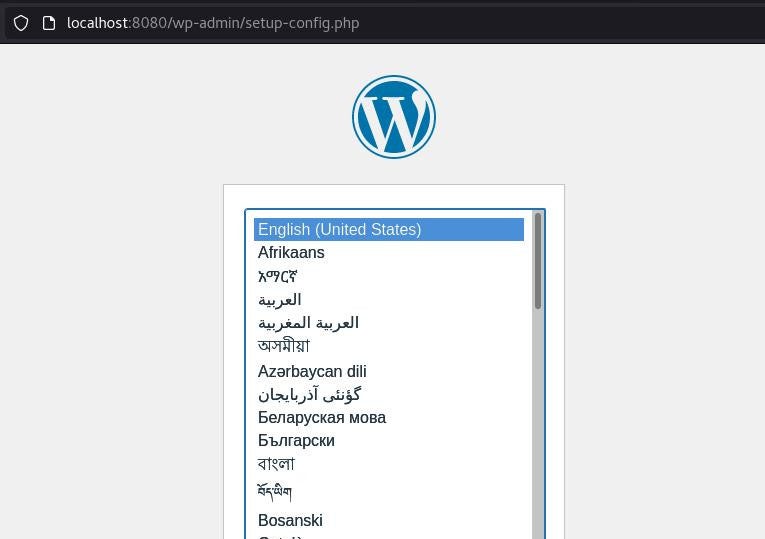 localhost:8080/wp-admin/setup-config.php
W
English (United States)
Afrikaans
አማርኛ
العربية
العربية المغربية
অসমীয়া
Azərbaycan dili
گؤنئی آذربایجان
Беларуская мова
Български
বাংলা
བོད་ཡིག
Bosanski